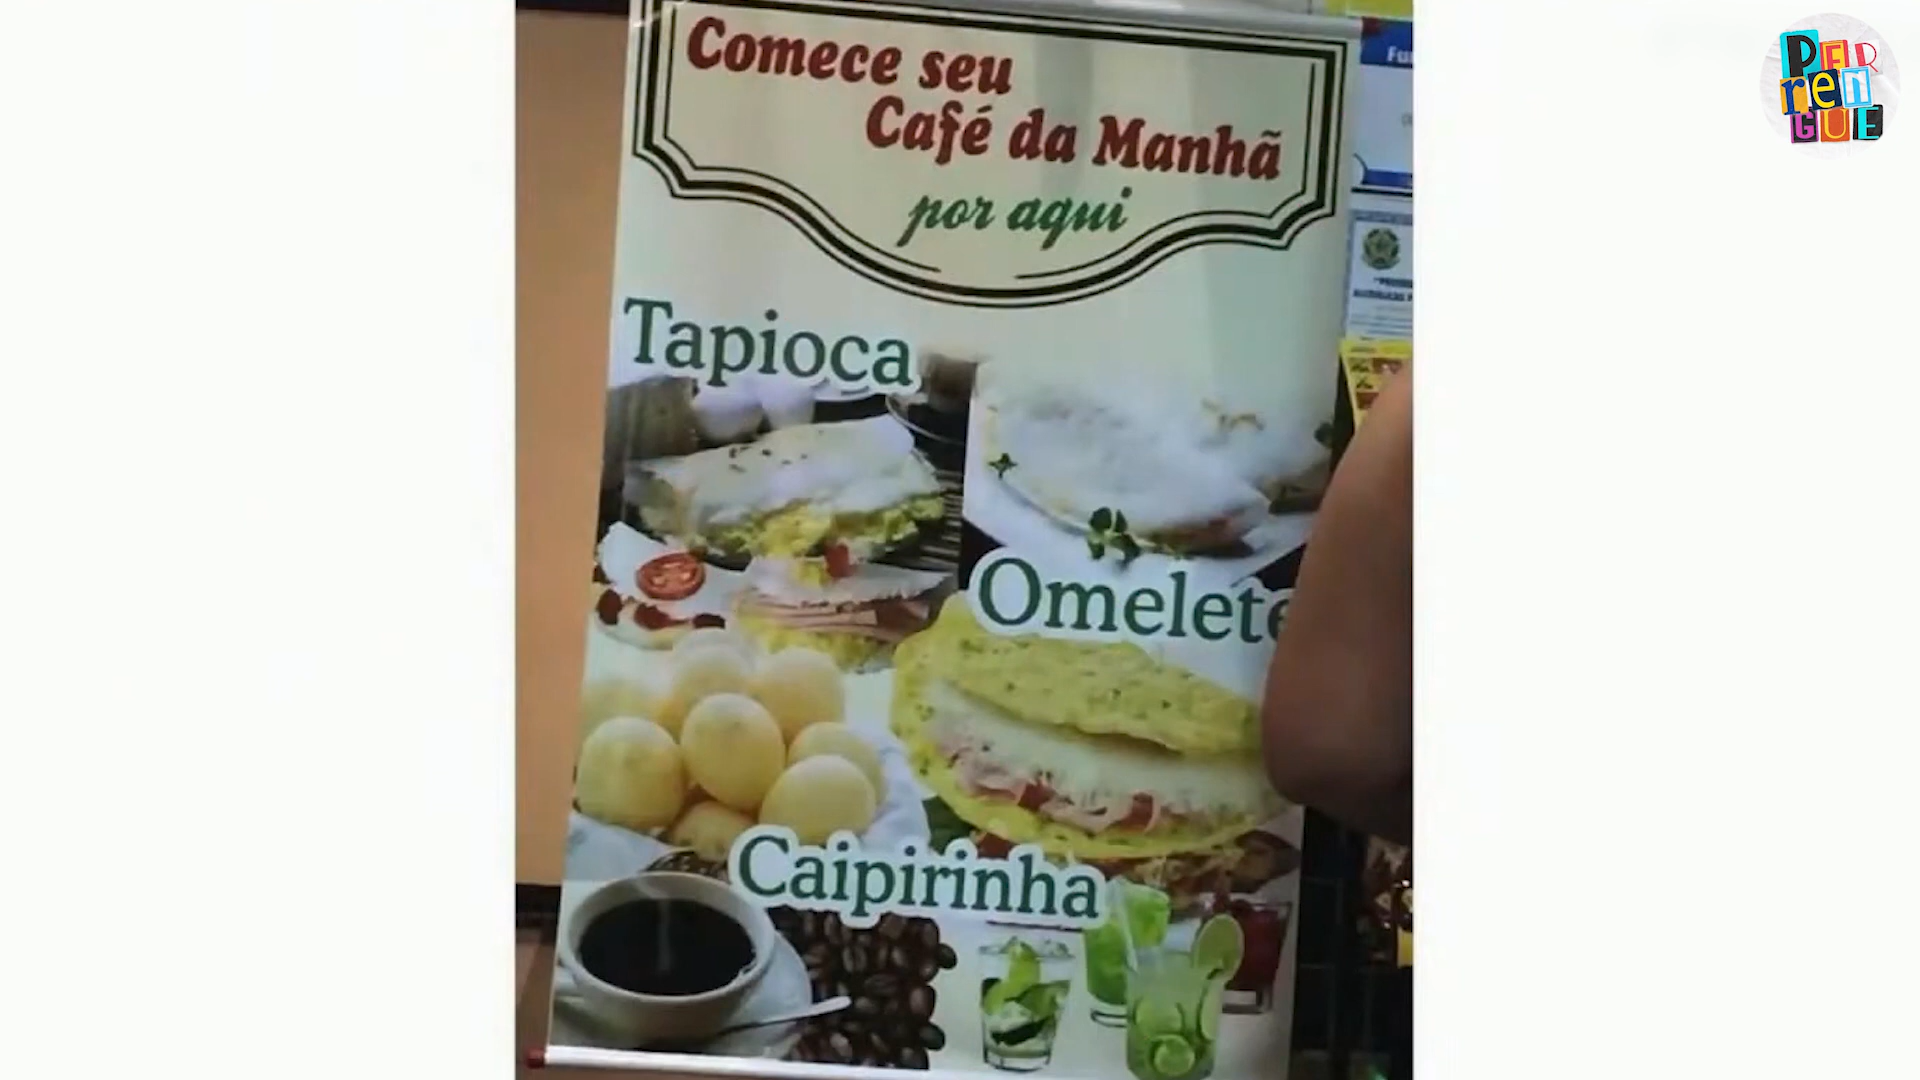 Comece seu
Café da Manhã
por aqui
Tapioca
Omelete
Caipirinha
PER
ren
GUE